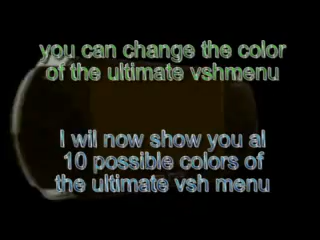 you can change the color
of the ultimate vshmenu
I wil now show you al
10 possible colors of
the ultimate vsh menu